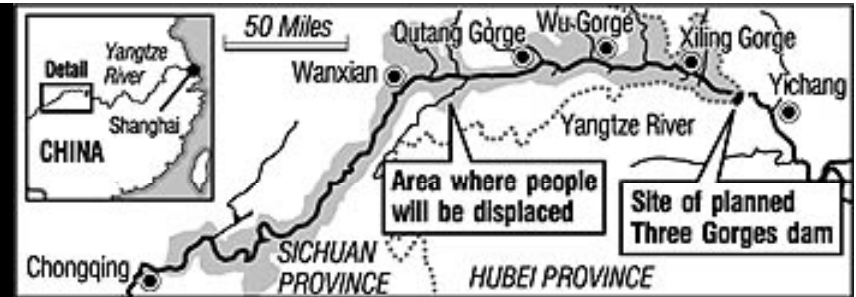 50 Miles
Qutang Gorge
Wu Gorge
Xiling Gorge
Yangtze
River
Detail
Shanghai
CHINA
Wanxian
Yichang
Yangtze River
Area where people
will be displaced
Site of planned
Three Gorges dam
Chongqing
SICHUAN
PROVINCE
HUBEI PROVINCE